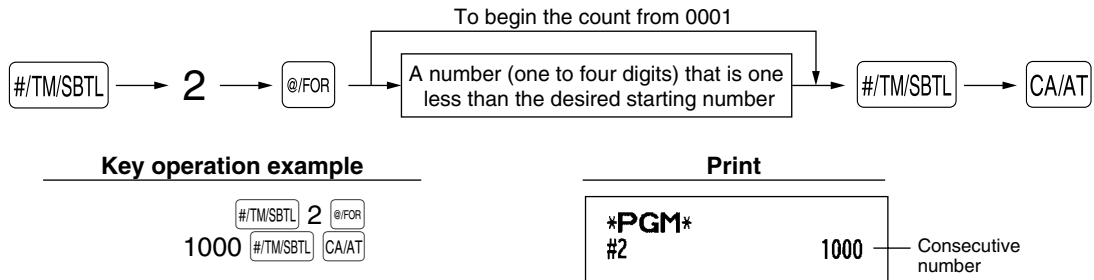 To begin the count from 0001
#/TM/SBTL 2 @/FOR A number (one to four digits) that is one #/TM/SBTL CA/AT
less than the desired starting number
Key operation example
Print
#/TM/SBTL 2 @/FOR
1000 #/TM/SBTL CA/AT
*PGM*
#2 1000 Consecutive
number